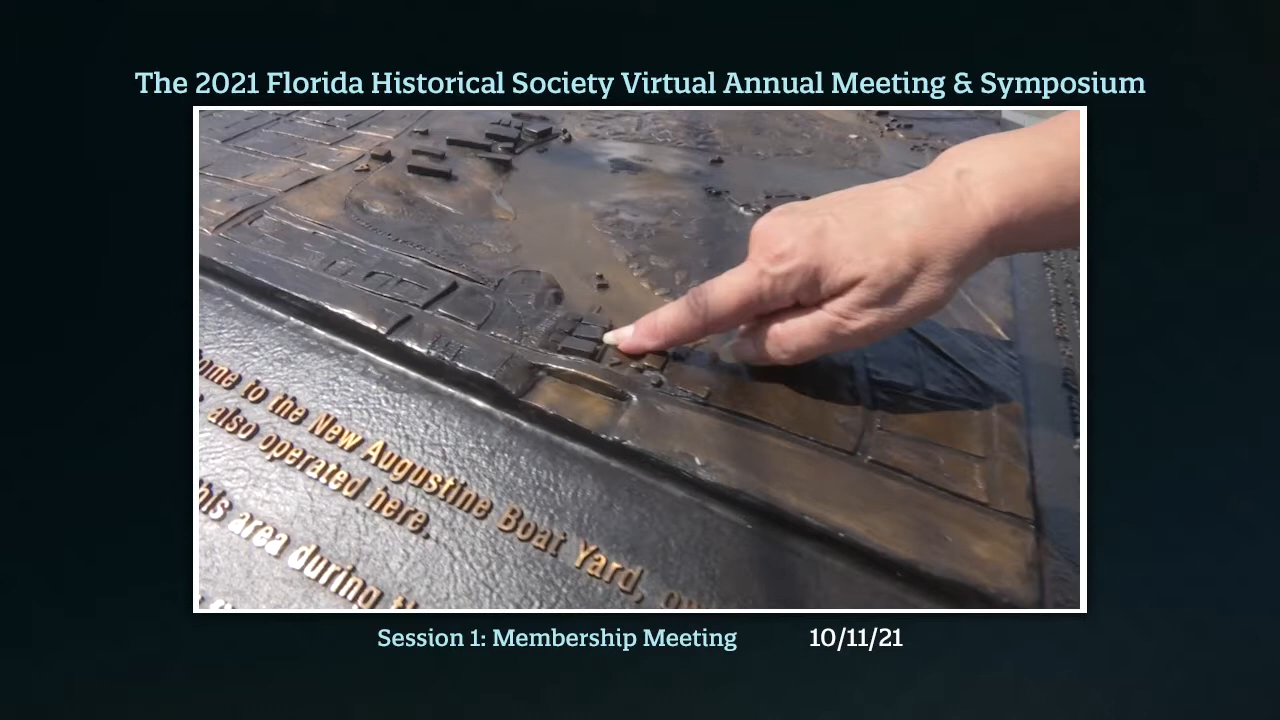 The 2021 Florida Historical Society Virtual Annual Meeting & Symposium
ome to the New Augustine Boat Yard,
also operated here.
his area during
Session 1: Membership Meeting 10/11/21